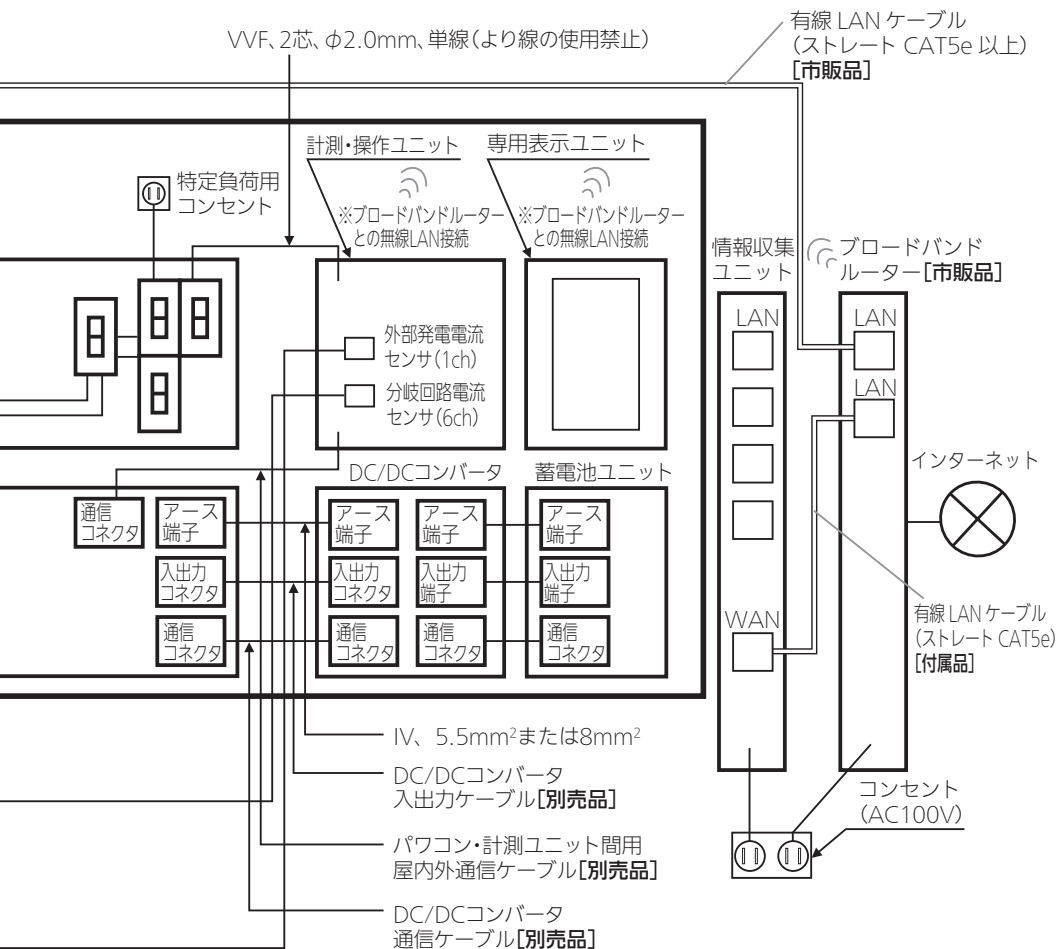 有線 LAN ケーブル
（ストレート CAT5e 以上）
[市販品]
VVF、2芯、φ2.0mm、単線（より線の使用禁止）
計測・操作ユニット
専用表示ユニット
特定負荷用
コンセント
※ブロードバンドルーター
との無線LAN接続
※ブロードバンドルーター
との無線LAN接続
情報収集
ユニット
ブロードバンド
ルーター[市販品]
LAN
LAN
LAN
外部発電電流
センサ（1ch）
分岐回路電流
センサ（6ch）
インターネット
DC/DCコンバータ
蓄電池ユニット
通信
コネクタ
アース
端子
アース
端子
アース
端子
アース
端子
入出力
コネクタ
入出力
コネクタ
入出力
端子
入出力
端子
通信
コネクタ
通信
コネクタ
通信
コネクタ
通信
コネクタ
WAN
有線 LAN ケーブル
（ストレート CAT5e）
[付属品]
IV、5.5mm²または8mm²
DC/DCコンバータ
入出力ケーブル[別売品]
コンセント
（AC100V）
パワコン・計測ユニット間用
屋内外通信ケーブル[別売品]
DC/DCコンバータ
通信ケーブル[別売品]